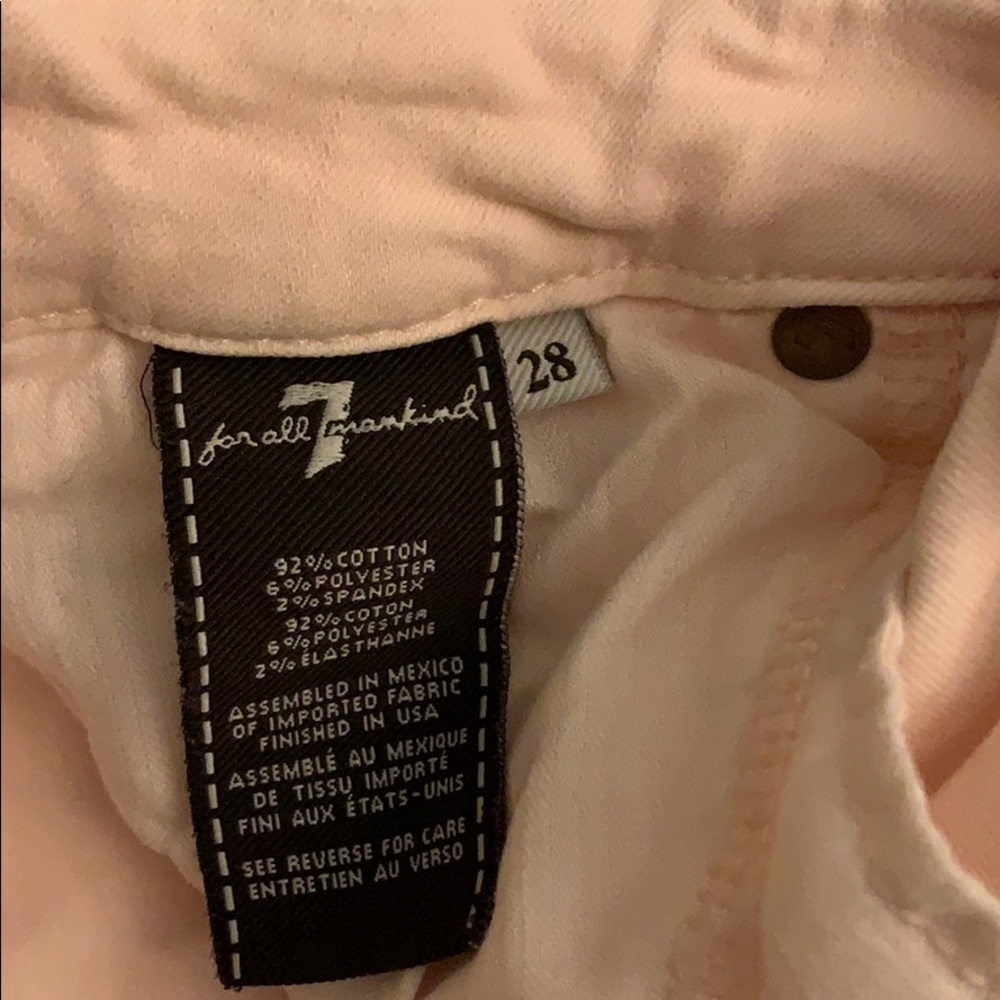 for all 7 mankind
28
92% COTTON
6% POLYESTER
2% SPANDEX
92% COTON
6% POLYESTER
2% ÉLASTHANNE
ASSEMBLED IN MEXICO
OF IMPORTED FABRIC
FINISHED IN USA
ASSEMBLÉ AU MEXIQUE
DE TISSU IMPORTÉ
FINI AUX ÉTATS-UNIS
SEE REVERSE FOR CARE
ENTRETIEN AU VERSO